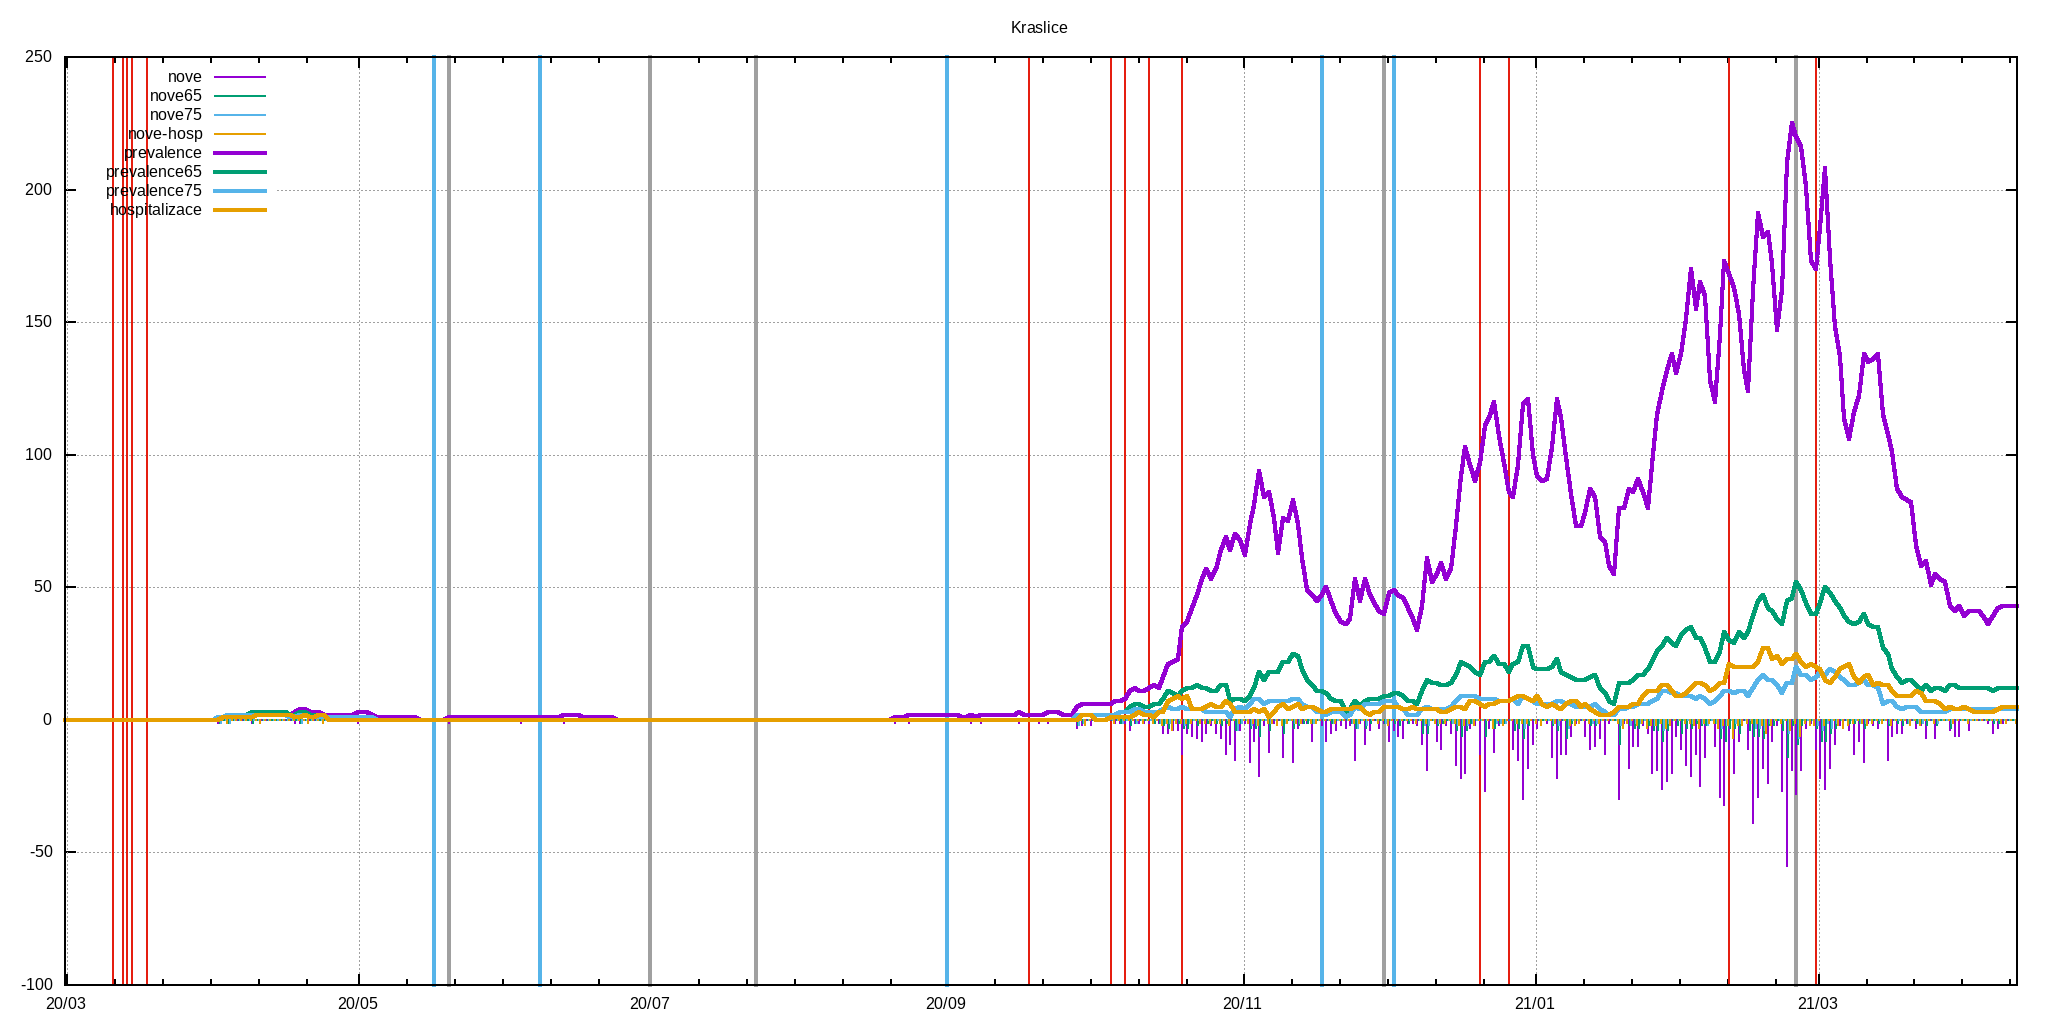 Kraslice
250
200
150
100
50
0
-50
-100
nove
nove65
nove75
nove-hosp
prevalence
prevalence65
prevalence75
hospitalizace
20/03
20/05
20/07
20/09
20/11
21/01
21/03